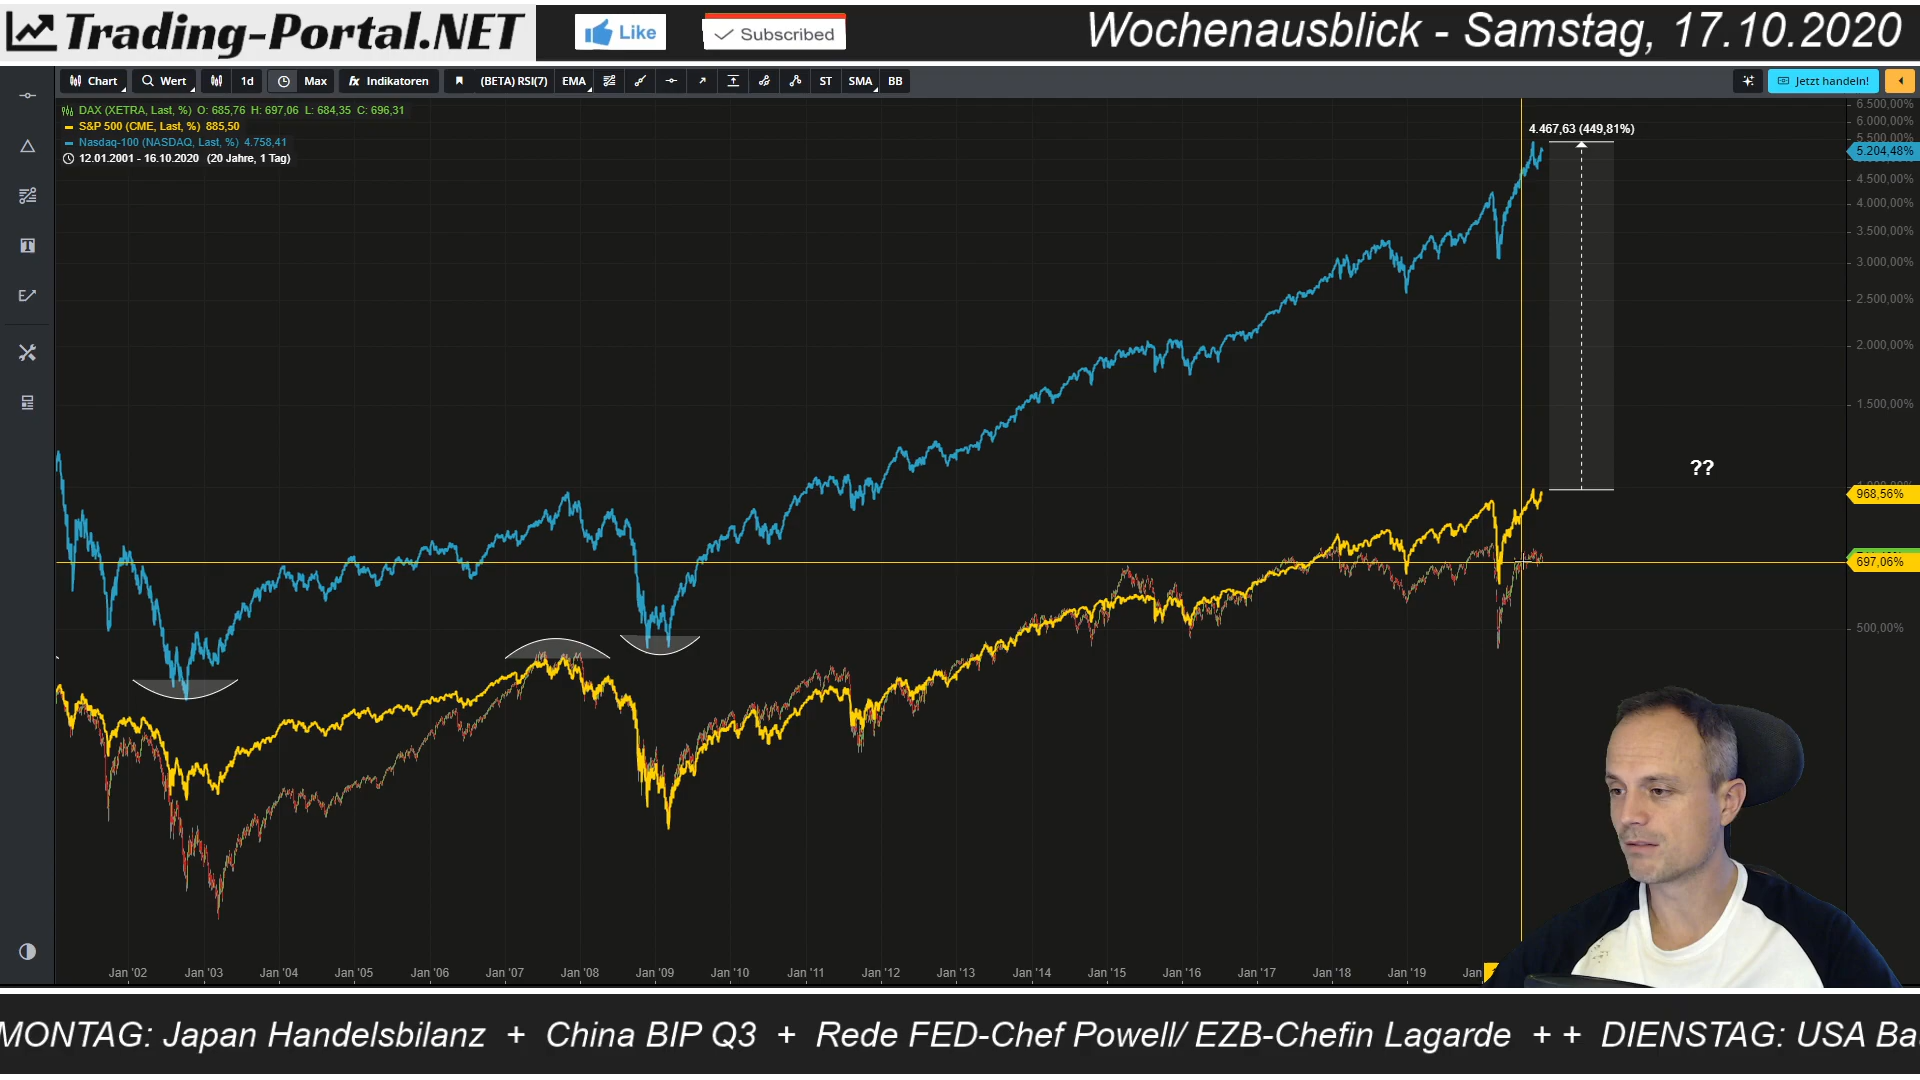 Trading-Portal.NET
Like
Subscribed
Wochenausblick - Samstag, 17.10.2020
Chart
Wert
1d
Max
fx Indikatoren
(BETA) RSI(7)
EMA
ST
SMA
BB
Jetzt handeln!
DAX (XETRA, Last, %) O: 685,76 H: 697,06 L: 684,35 C: 696,31
S&P 500 (CME, Last, %) 885,50
Nasdaq-100 (NASDAQ, Last, %) 4.758,41
12.01.2001 - 16.10.2020 (20 Jahre, 1 Tag)
4.467,63 (449,81%)
6.500,00%
6.000,00%
5.500,00%
5.204,48%
4.500,00%
4.000,00%
3.500,00%
3.000,00%
2.500,00%
2.000,00%
1.500,00%
??
968,56%
697,06%
500,00%
Jan '02
Jan '03
Jan '04
Jan '05
Jan '06
Jan '07
Jan '08
Jan '09
Jan '10
Jan '11
Jan '12
Jan '13
Jan '14
Jan '15
Jan '16
Jan '17
Jan '18
Jan '19
Jan
MONTAG: Japan Handelsbilanz + China BIP Q3 + Rede FED-Chef Powell/ EZB-Chefin Lagarde + + DIENSTAG: USA Ba